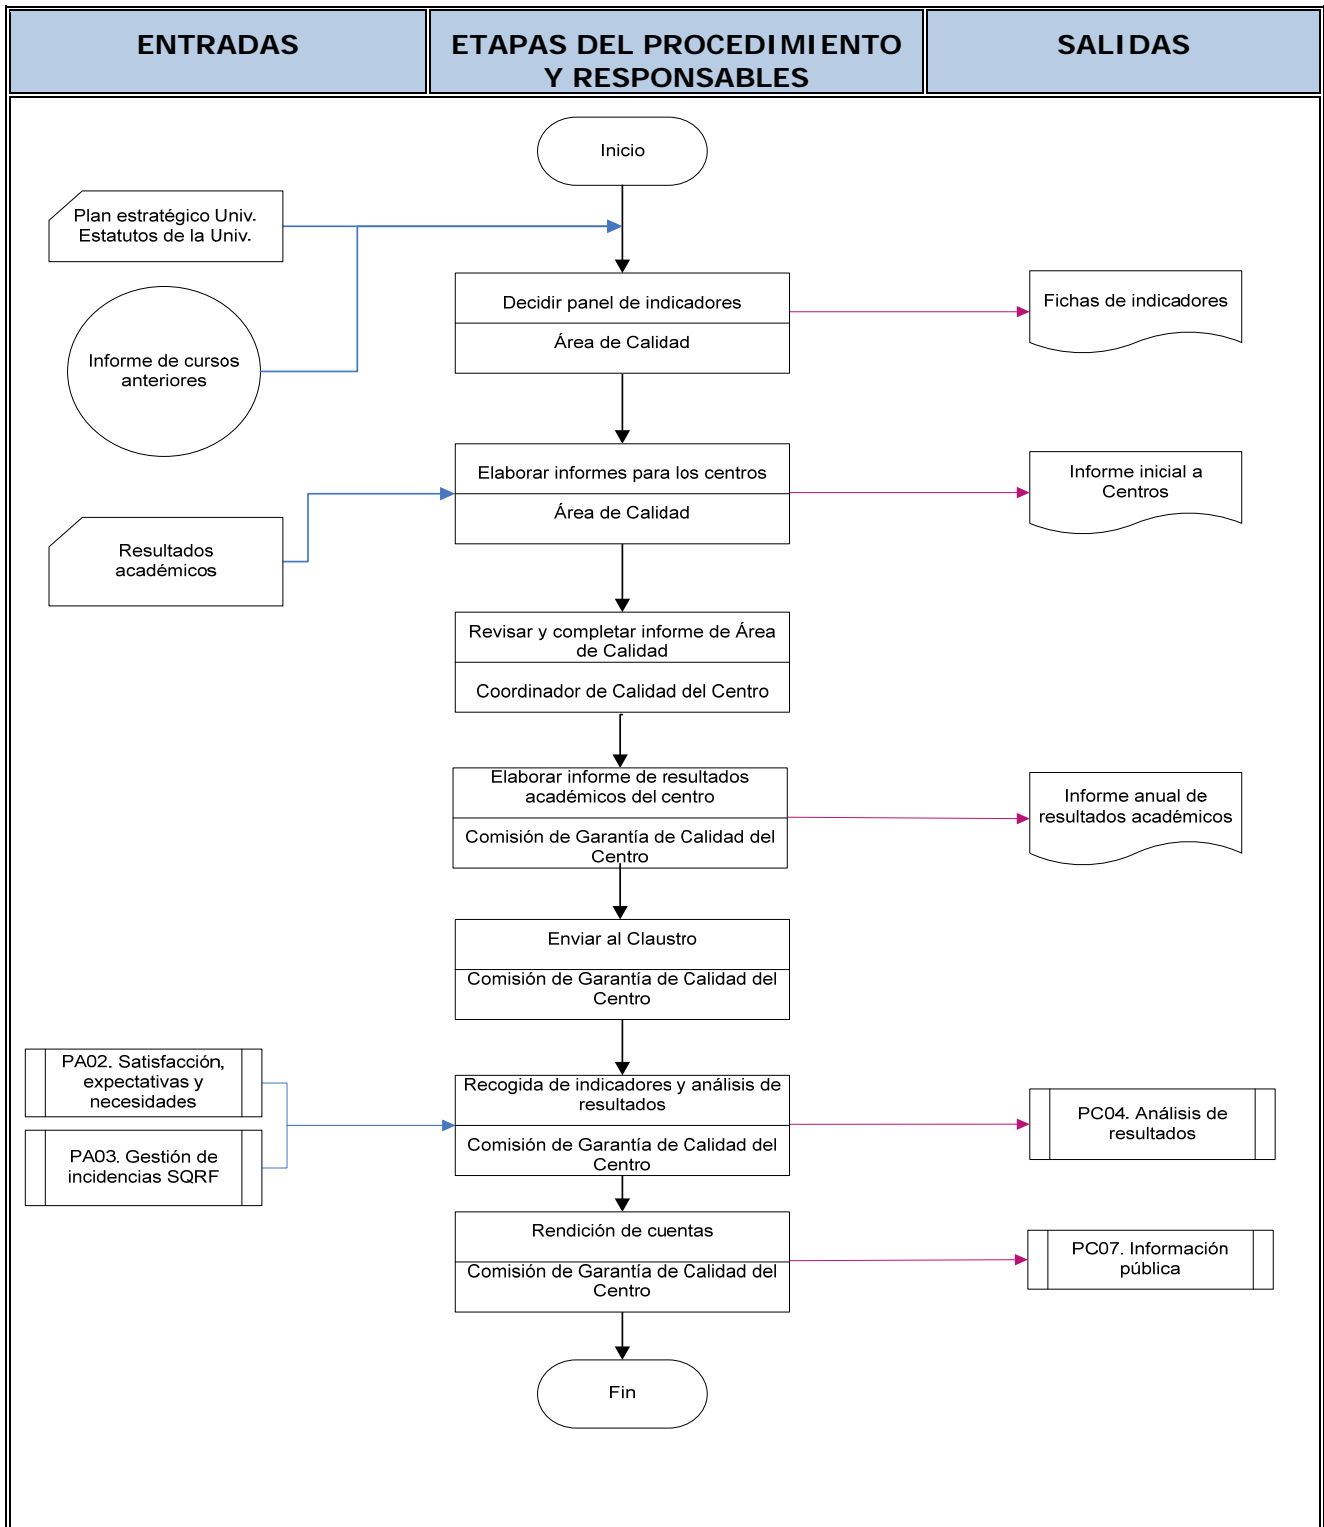 ENTRADAS
ETAPAS DEL PROCEDIMIENTO
Y RESPONSABLES
SALIDAS
Inicio
Plan estratégico Univ.
Estatutos de la Univ.
Decidir panel de indicadores
Área de Calidad
Fichas de indicadores
Informe de cursos
anteriores
Elaborar informes para los centros
Área de Calidad
Informe inicial a
Centros
Resultados
académicos
Revisar y completar informe de Área
de Calidad
Coordinador de Calidad del Centro
Elaborar informe de resultados
académicos del centro
Comisión de Garantía de Calidad del
Centro
Informe anual de
resultados académicos
Enviar al Claustro
Comisión de Garantía de Calidad del
Centro
PA02. Satisfacción,
expectativas y
necesidades
PA03. Gestión de
incidencias SQRF
Recogida de indicadores y análisis de
resultados
Comisión de Garantía de Calidad del
Centro
PC04. Análisis de
resultados
Rendición de cuentas
Comisión de Garantía de Calidad del
Centro
PC07. Información
pública
Fin